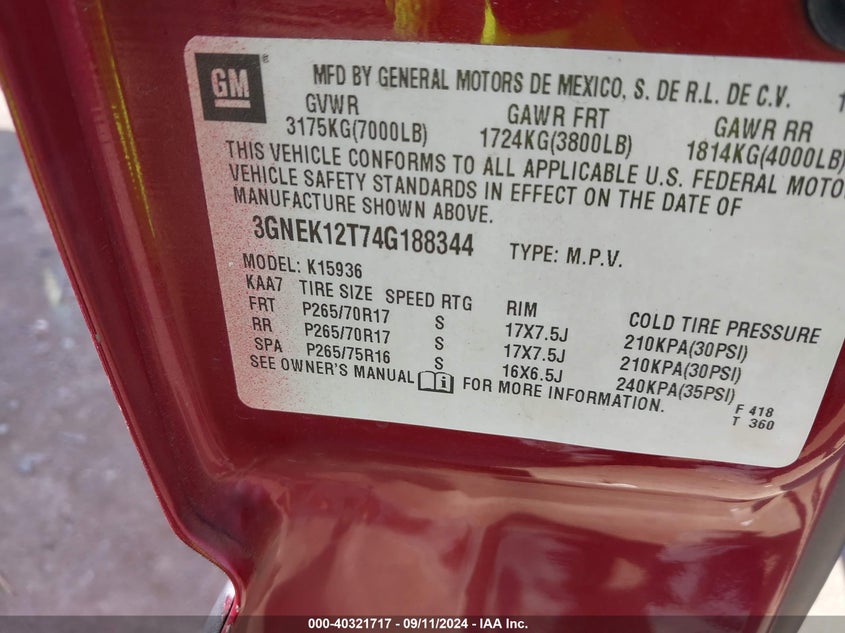 GM®
MFD BY GENERAL MOTORS DE MEXICO, S. DE R.L. DE C.V.
GVWR GAWR FRT GAWR RR
3175KG(7000LB) 1724KG(3800LB) 1814KG(4000LB)
THIS VEHICLE CONFORMS TO ALL APPLICABLE U.S. FEDERAL MOTO
VEHICLE SAFETY STANDARDS IN EFFECT ON THE DATE OF
MANUFACTURE SHOWN ABOVE.
3GNEK12T74G188344 TYPE: M.P.V.
MODEL: K15936
KAA7 TIRE SIZE SPEED RTG RIM COLD TIRE PRESSURE
FRT P265/70R17 S 17X7.5J 210KPA(30PSI)
RR P265/70R17 S 17X7.5J 210KPA(30PSI)
SPA P265/75R16 S 16X6.5J 240KPA(35PSI)
SEE OWNER'S MANUAL i FOR MORE INFORMATION.
F 418
T 360
000-40321717 - 09/11/2024 - IAA Inc.